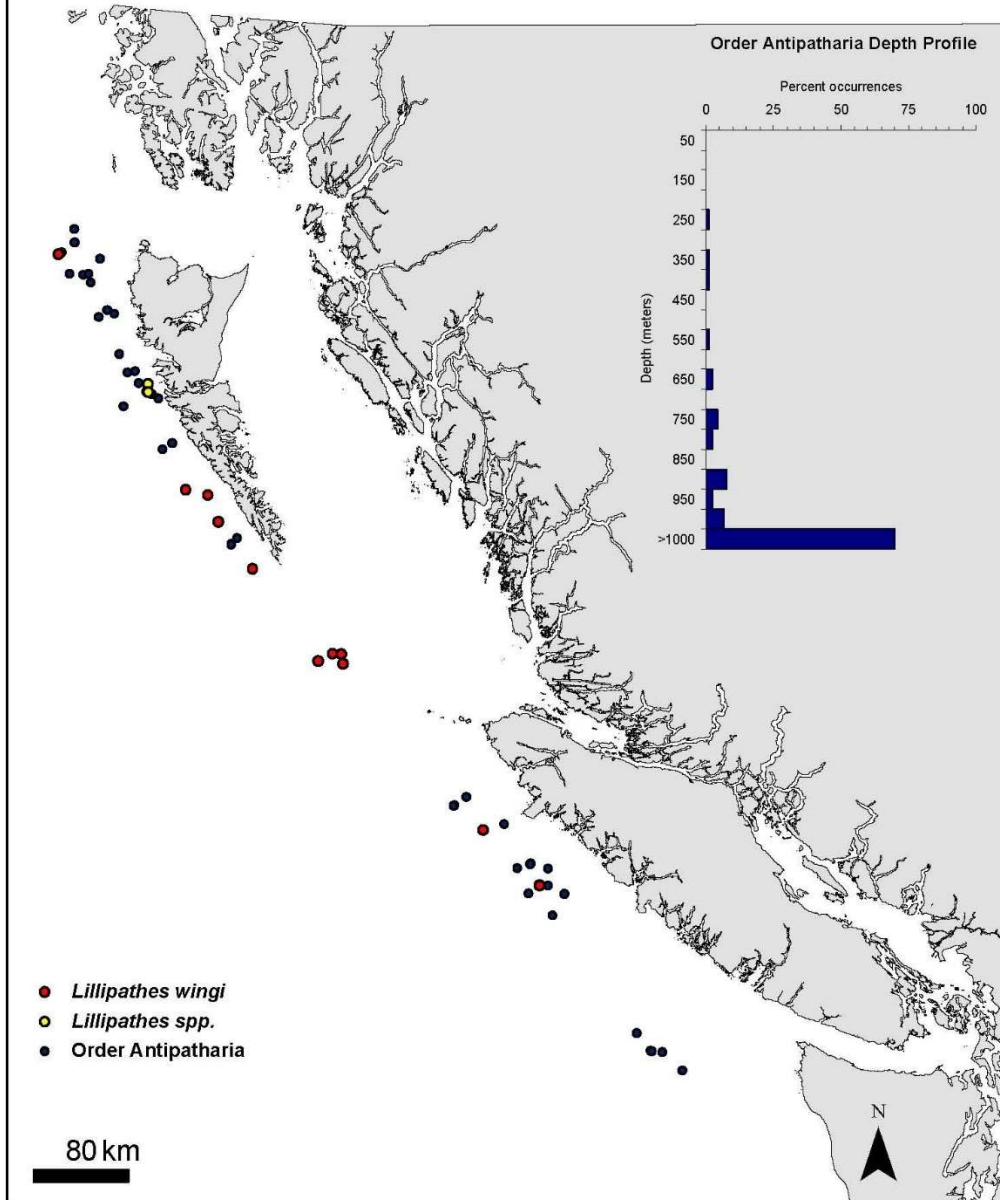 Order Antipatharia Depth Profile
Percent occurrences
0 25 50 75 100
Depth (meters)
50
150
250
350
450
550
650
750
850
950
>1000
Lillipathes wingi
Lillipathes spp.
Order Antipatharia
80 km
N